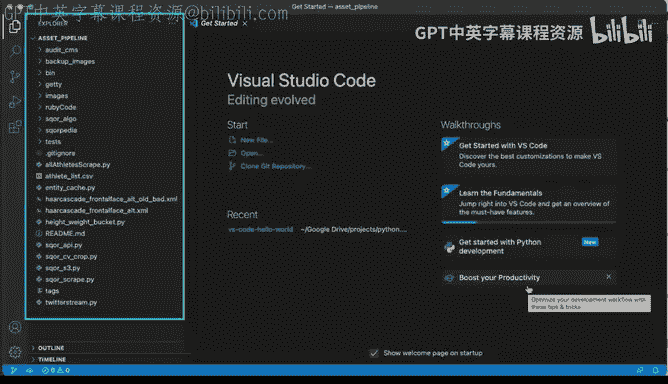 GPT中英字幕课程资源@bilibili.com
Get Started — asset_pipeline
GPT中英字幕课程资源 bilibili
EXPLORER
Get Started
ASSET_PIPELINE
audit_cms
backup_images
bin
getty
images
rubyCode
sqor_algo
sqorpedia
tests
.gitignore
allAthletesScrape.py
athlete_list.csv
entity_cache.py
haarcascade_frontalface_alt_old_bad.xml
haarcascade_frontalface_alt.xml
height_weight_bucket.py
README.md
sqor_api.py
sqor_cv_crop.py
sqor_s3.py
sqor_scrape.py
tags
twitterstream.py
OUTLINE
TIMELINE
Visual Studio Code
Editing evolved
Start
New File...
Open...
Clone Git Repository...
Recent
vs-code-hello-world ~/Google Drive/projects/python...
Walkthroughs
Get Started with VS Code
Discover the best customizations to make VS Code yours.
Learn the Fundamentals
Jump right into VS Code and get an overview of the must-have features.
Get started with Python development
New
Boost your Productivity
Optimize your development workflow with these tips & tricks
Show welcome page on startup
0 0